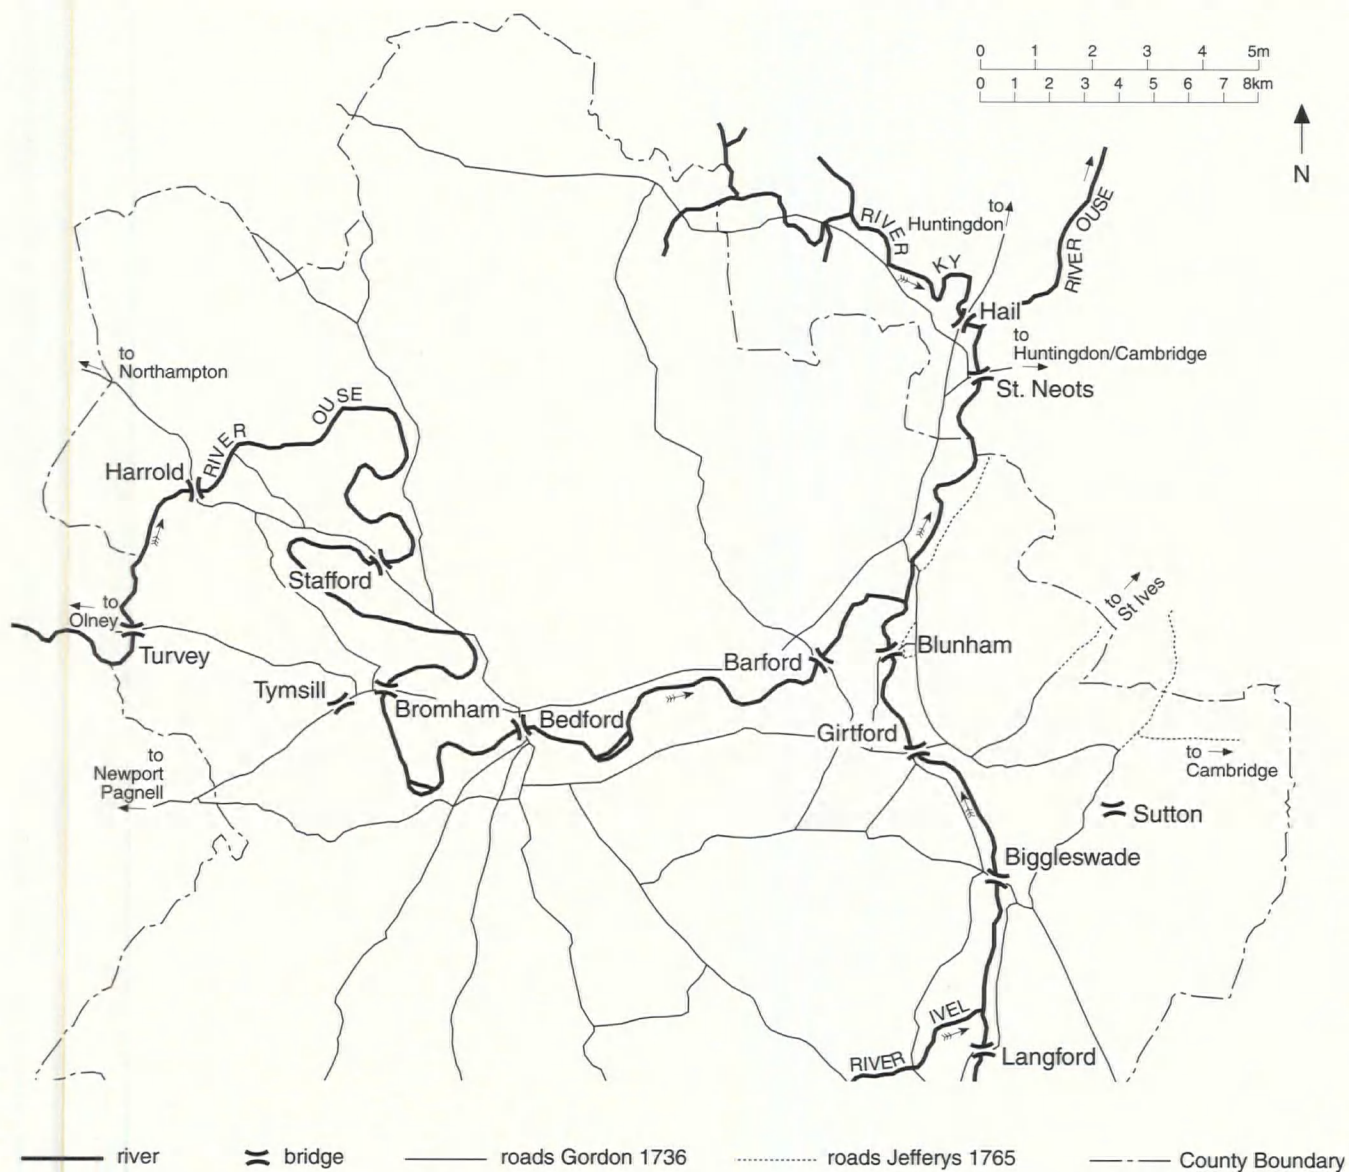 0 1 2 3 4 5m
0 1 2 3 4 5 6 7 8km
N
to
Huntingdon
RIVER OUSE
RIVER KY
Hail
to
Huntingdon/Cambridge
St. Neots
to
Northampton
RIVER OUSE
Harrold
Stafford
to
Olney
Turvey
to
St Ives
Blunham
Barford
Tymsill
Bromham
Bedford
Girtford
to
Newport
Pagnell
to
Cambridge
Sutton
Biggleswade
RIVER IVEL
Langford
river
bridge
roads Gordon 1736
roads Jefferys 1765
County Boundary